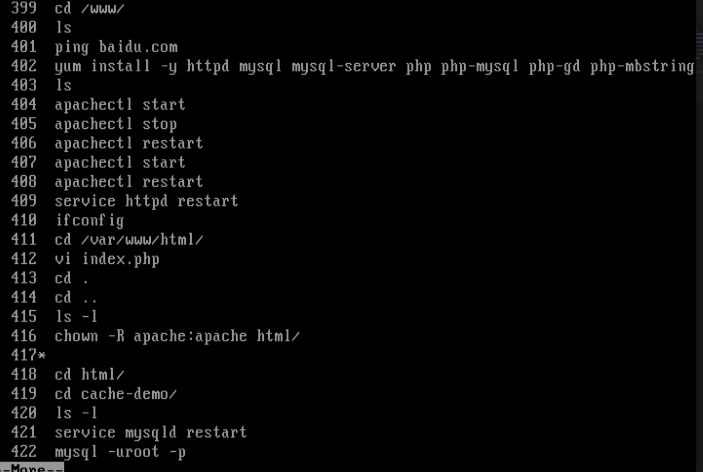 399  cd /www/
400  ls
401  ping baidu.com
402  yum install -y httpd mysql mysql-server php php-mysql php-gd php-mbstring
403  ls
404  apachectl start
405  apachectl stop
406  apachectl restart
407  apachectl start
408  apachectl restart
409  service httpd restart
410  ifconfig
411  cd /var/www/html/
412  vi index.php
413  cd .
414  cd ..
415  ls -l
416  chown -R apache:apache html/
417*
418  cd html/
419  cd cache-demo/
420  ls -l
421  service mysqld restart
422  mysql -uroot -p
--More--